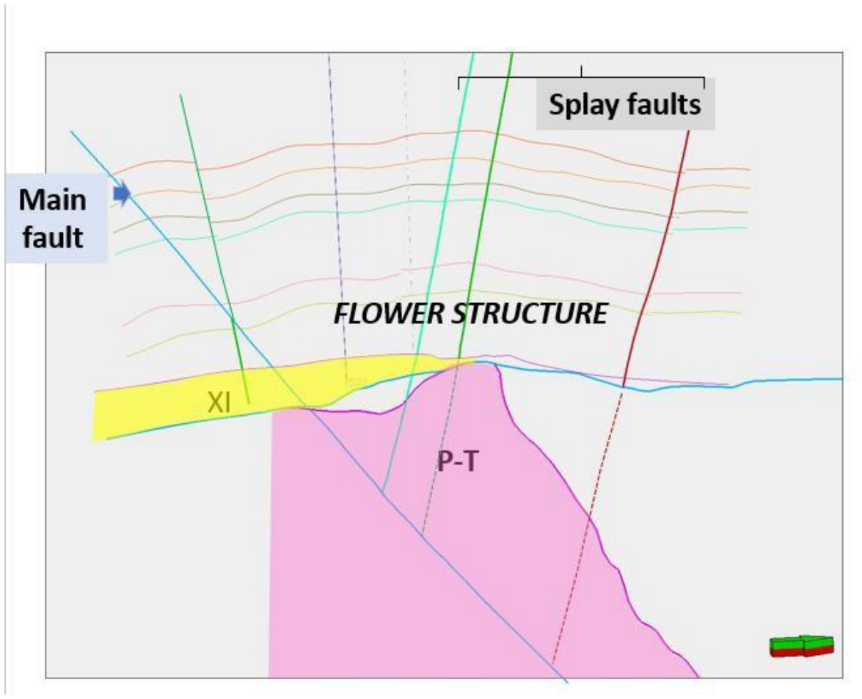 Splay faults
Main
fault
FLOWER STRUCTURE
XI
P-T